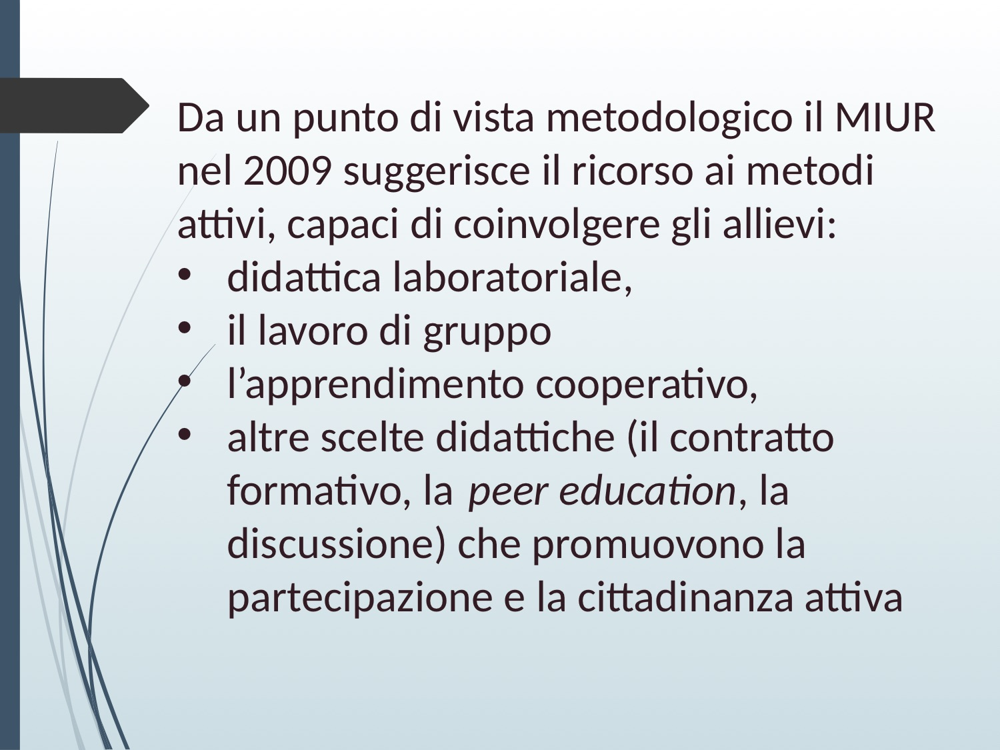 Da un punto di vista metodologico il MIUR
nel 2009 suggerisce il ricorso ai metodi
attivi, capaci di coinvolgere gli allievi:
• didattica laboratoriale,
• il lavoro di gruppo
• l’apprendimento cooperativo,
• altre scelte didattiche (il contratto
formativo, la peer education, la
discussione) che promuovono la
partecipazione e la cittadinanza attiva